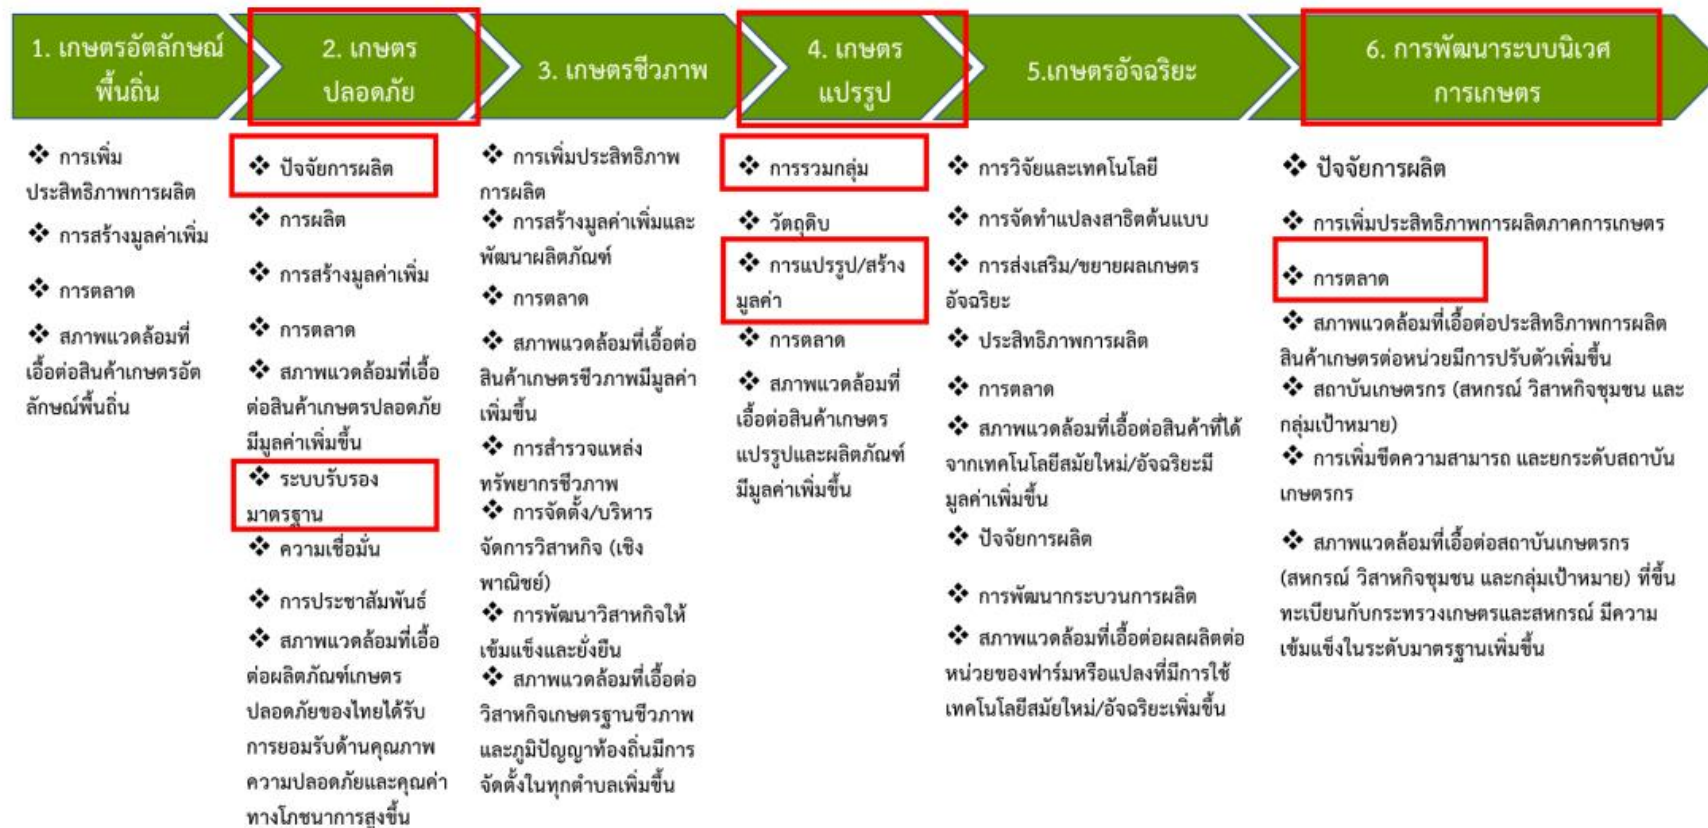 1. เกษตรอัตลักษณ์
พื้นถิ่น
❖ การเพิ่ม
ประสิทธิภาพการผลิต
❖ การสร้างมูลค่าเพิ่ม
❖ การตลาด
❖ สภาพแวดล้อมที่
เอื้อต่อสินค้าเกษตรอัต
ลักษณ์พื้นถิ่น
2. เกษตร
ปลอดภัย
❖ ปัจจัยการผลิต
❖ การผลิต
❖ การสร้างมูลค่าเพิ่ม
❖ การตลาด
❖ สภาพแวดล้อมที่เอื้อ
ต่อสินค้าเกษตรปลอดภัย
มีมูลค่าเพิ่มขึ้น
❖ ระบบรับรอง
มาตรฐาน
❖ ความเชื่อมั่น
❖ การประชาสัมพันธ์
❖ สภาพแวดล้อมที่เอื้อ
ต่อผลิตภัณฑ์เกษตร
ปลอดภัยของไทยได้รับ
การยอมรับด้านคุณภาพ
ความปลอดภัยและคุณค่า
ทางโภชนาการสูงขึ้น
3. เกษตรชีวภาพ
❖ การเพิ่มประสิทธิภาพ
การผลิต
❖ การสร้างมูลค่าเพิ่มและ
พัฒนาผลิตภัณฑ์
❖ การตลาด
❖ สภาพแวดล้อมที่เอื้อต่อ
สินค้าเกษตรชีวภาพมีมูลค่า
เพิ่มขึ้น
❖ การสำรวจแหล่ง
ทรัพยากรชีวภาพ
❖ การจัดตั้ง/บริหาร
จัดการวิสาหกิจ (เชิง
พาณิชย์)
❖ การพัฒนาวิสาหกิจให้
เข้มแข็งและยั่งยืน
❖ สภาพแวดล้อมที่เอื้อต่อ
วิสาหกิจเกษตรฐานชีวภาพ
และภูมิปัญญาท้องถิ่นมีการ
จัดตั้งในทุกตำบลเพิ่มขึ้น
4. เกษตร
แปรรูป
❖ การรวมกลุ่ม
❖ วัตถุดิบ
❖ การแปรรูป/สร้าง
มูลค่า
❖ การตลาด
❖ สภาพแวดล้อมที่
เอื้อต่อสินค้าเกษตร
แปรรูปและผลิตภัณฑ์
มีมูลค่าเพิ่มขึ้น
5.เกษตรอัจฉริยะ
❖ การวิจัยและเทคโนโลยี
❖ การจัดทำแปลงสาธิตต้นแบบ
❖ การส่งเสริม/ขยายผลเกษตร
อัจฉริยะ
❖ ประสิทธิภาพการผลิต
❖ การตลาด
❖ สภาพแวดล้อมที่เอื้อต่อสินค้าที่ได้
จากเทคโนโลยีสมัยใหม่/อัจฉริยะมี
มูลค่าเพิ่มขึ้น
❖ ปัจจัยการผลิต
❖ การพัฒนากระบวนการผลิต
❖ สภาพแวดล้อมที่เอื้อต่อผลผลิตต่อ
หน่วยของฟาร์มหรือแปลงที่มีการใช้
เทคโนโลยีสมัยใหม่/อัจฉริยะเพิ่มขึ้น
6. การพัฒนาระบบนิเวศ
การเกษตร
❖ ปัจจัยการผลิต
❖ การเพิ่มประสิทธิภาพการผลิตภาคการเกษตร
❖ การตลาด
❖ สภาพแวดล้อมที่เอื้อต่อประสิทธิภาพการผลิต
สินค้าเกษตรต่อหน่วยมีการปรับตัวเพิ่มขึ้น
❖ สถาบันเกษตรกร (สหกรณ์ วิสาหกิจชุมชน และ
กลุ่มเป้าหมาย)
❖ การเพิ่มขีดความสามารถ และยกระดับสถาบัน
เกษตรกร
❖ สภาพแวดล้อมที่เอื้อต่อสถาบันเกษตรกร
(สหกรณ์ วิสาหกิจชุมชน และกลุ่มเป้าหมาย) ที่ขึ้น
ทะเบียนกับกระทรวงเกษตรและสหกรณ์ มีความ
เข้มแข็งในระดับมาตรฐานเพิ่มขึ้น